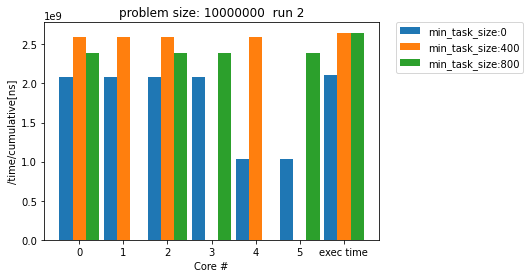 problem size: 10000000  run 2
1e9
min_task_size:0
min_task_size:400
min_task_size:800
/time/cumulative[ns]
2.5
2.0
1.5
1.0
0.5
0.0
0 1 2 3 4 5 exec time
Core #